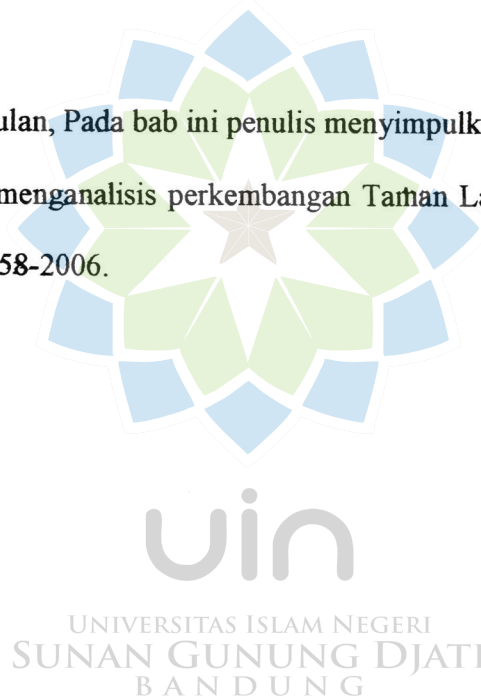 ulan, Pada bab ini penulis menyimpulk
menganalisis perkembangan Taman La
58-2006.
uin
UNIVERSITAS ISLAM NEGERI
SUNAN GUNUNG DJATI
BANDUNG